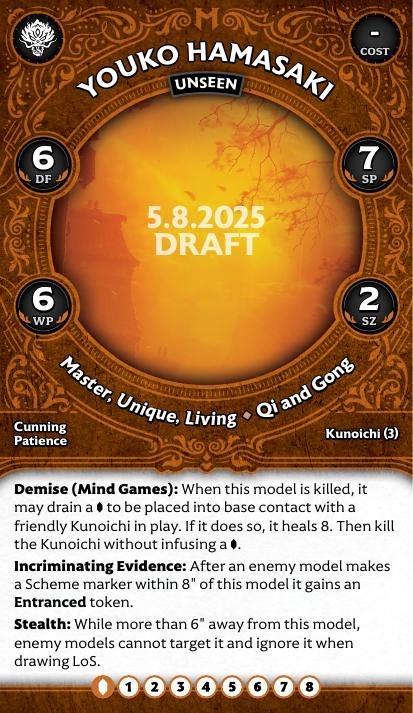 -
COST
YOUKO HAMASAKI
UNSEEN
6
DF
7
SP
5.8.2025
DRAFT
6
WP
2
SZ
Master, Unique, Living ◆ Qi and Gong
Cunning
Patience
Kunoichi (3)
Demise (Mind Games): When this model is killed, it
may drain a ⬮ to be placed into base contact with a
friendly Kunoichi in play. If it does so, it heals 8. Then kill
the Kunoichi without infusing a ⬮.
Incriminating Evidence: After an enemy model makes
a Scheme marker within 8" of this model it gains an
Entranced token.
Stealth: While more than 6" away from this model,
enemy models cannot target it and ignore it when
drawing LoS.
1 2 3 4 5 6 7 8